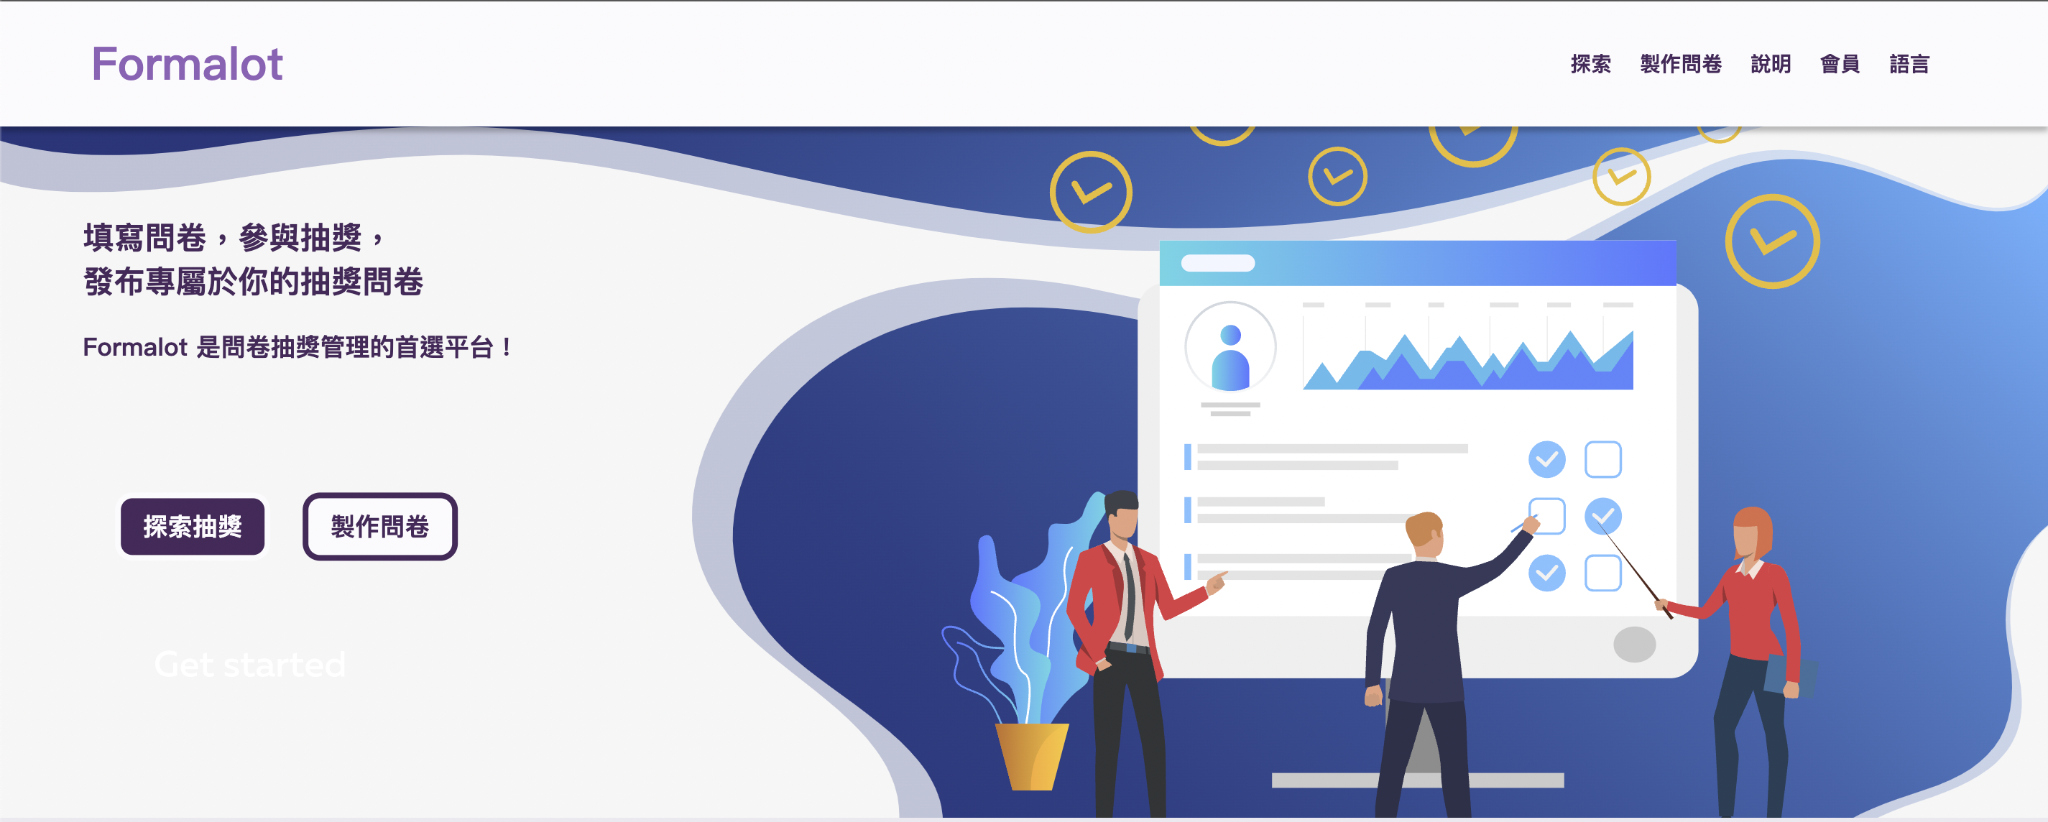 Formalot
探索 製作問卷 說明 會員 語言
填寫問卷，參與抽獎，
發布專屬於你的抽獎問卷
Formalot 是問卷抽獎管理的首選平台！
探索抽獎 製作問卷
Get started